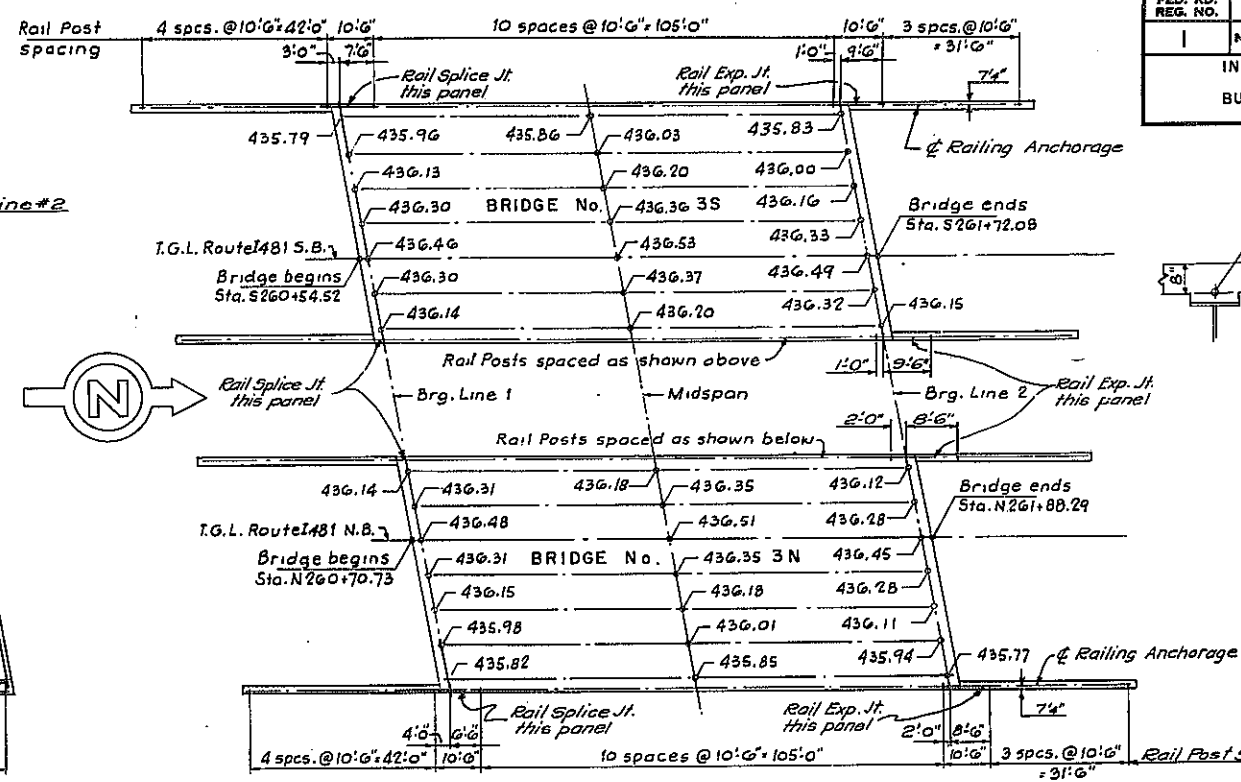 Rail Post
spacing
4 spcs.@10'-6"=42'-0"
10'-6"
10 spaces @ 10'-6" = 105'-0"
10'-6"
3 spcs.@10'-6"
= 31'-6"
3'-0"
7'-6"
1'-0"
9'-6"
REG. NO.
1
IN
BU
Rail Splice Jt.
this panel
Rail Exp. Jt.
this panel
7¼"
℄ Railing Anchorage
435.79
435.96
435.86
436.03
435.83
436.13
436.20
436.00
436.30
BRIDGE No. 3S
436.36
436.16
ine #2
436.33
Bridge ends
Sta. S261+72.08
T.G.L. Route I481 S.B.
436.46
436.53
Bridge begins
Sta. S260+54.52
436.30
436.37
436.49
436.14
436.20
436.32
436.15
8"
Rail Posts spaced as shown above
1'-0"
9'-6"
N
Rail Splice Jt.
this panel
Brg. Line 1
Midspan
Brg. Line 2
Rail Exp. Jt.
this panel
2'-0"
8'-6"
Rail Posts spaced as shown below
436.14
436.31
436.18
436.35
436.12
Bridge ends
Sta. N261+88.29
T.G.L. Route I481 N.B.
436.48
436.51
436.28
Bridge begins
Sta. N260+70.73
436.31
BRIDGE No. 3N
436.35
436.45
436.15
436.18
436.28
435.98
436.01
436.11
435.82
435.85
435.94
435.77
℄ Railing Anchorage
7¼"
Rail Splice Jt.
this panel
Rail Exp. Jt.
this panel
4'-0"
6'-6"
2'-0"
8'-6"
4 spcs.@10'-6"=42'-0"
10'-6"
10 spaces @ 10'-6" = 105'-0"
10'-6"
3 spcs.@10'-6"
= 31'-6"
Rail Post S